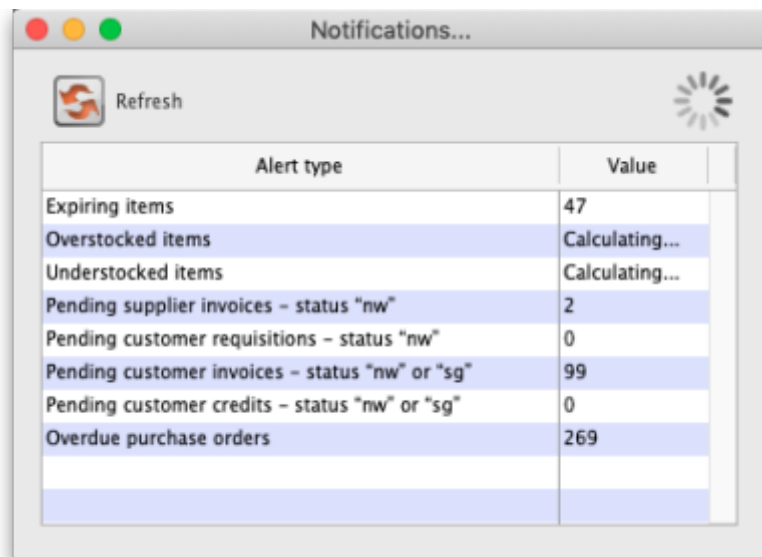 Notifications...
Refresh
Alert type Value
Expiring items 47
Overstocked items Calculating...
Understocked items Calculating...
Pending supplier invoices – status “nw” 2
Pending customer requisitions – status “nw” 0
Pending customer invoices – status “nw” or “sg” 99
Pending customer credits – status “nw” or “sg” 0
Overdue purchase orders 269